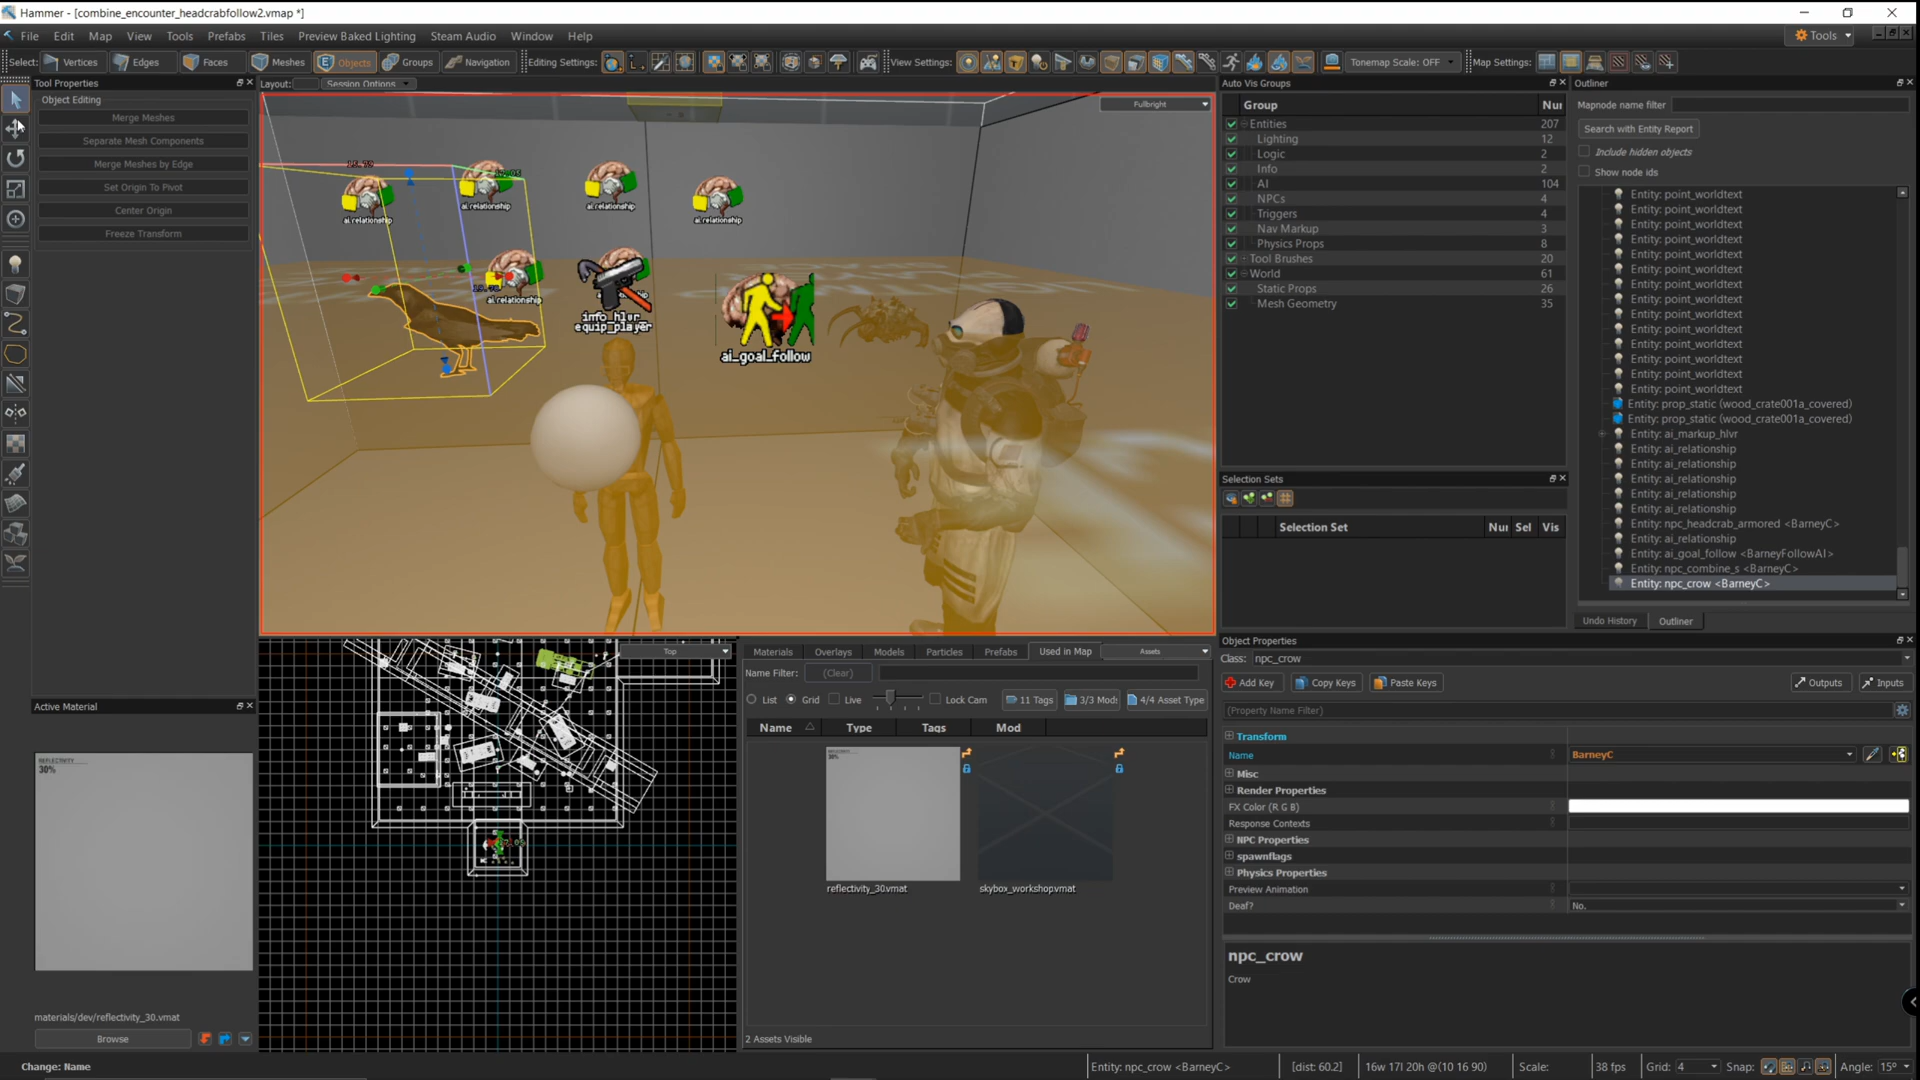 Hammer - [combine_encounter_headcrabfollow2.vmap *]
File Edit Map View Tools Prefabs Tiles Preview Baked Lighting Steam Audio Window Help
Tools
Select: Vertices Edges Faces Meshes Objects Groups Navigation Editing Settings: View Settings: Tonemap Scale: OFF Map Settings:
Tool Properties
Object Editing
Merge Meshes
Separate Mesh Components
Merge Meshes by Edge
Set Origin To Pivot
Center Origin
Freeze Transform
Layout: Session Options
Fullbright
ai_relationship
ai_relationship
ai_relationship
ai_relationship
ai_relationship
info_hlvr_
equip_player
ai_goal_follow
Auto Vis Groups
Group Nur
Entities 207
Lighting 12
Logic 2
Info 2
AI 104
NPCs 4
Triggers 4
Nav Markup 3
Physics Props 8
Tool Brushes 20
World 61
Static Props 26
Mesh Geometry 35
Selection Sets
Selection Set Nur Sel Vis
Outliner
Mapnode name filter
Search with Entity Report
Include hidden objects
Show node ids
Entity: point_worldtext
Entity: point_worldtext
Entity: point_worldtext
Entity: point_worldtext
Entity: point_worldtext
Entity: point_worldtext
Entity: point_worldtext
Entity: point_worldtext
Entity: point_worldtext
Entity: point_worldtext
Entity: point_worldtext
Entity: point_worldtext
Entity: point_worldtext
Entity: point_worldtext
Entity: prop_static (wood_crate001a_covered)
Entity: prop_static (wood_crate001a_covered)
Entity: ai_markup_hlvr
Entity: ai_relationship
Entity: ai_relationship
Entity: ai_relationship
Entity: ai_relationship
Entity: ai_relationship
Entity: npc_headcrab_armored <BarneyC>
Entity: ai_relationship
Entity: ai_goal_follow <BarneyFollowAI>
Entity: npc_combine_s <BarneyC>
Entity: npc_crow <BarneyC>
Undo History Outliner
Active Material
REFLECTIVITY
30%
materials/dev/reflectivity_30.vmat
Browse
Top
Materials Overlays Models Particles Prefabs Used in Map Assets
Name Filter: (Clear)
List Grid Live Lock Cam 11 Tags 3/3 Mod: 4/4 Asset Type
Name Type Tags Mod
30%
reflectivity_30.vmat skybox_workshop.vmat
2 Assets Visible
Object Properties
Class: npc_crow
Add Key Copy Keys Paste Keys Outputs Inputs
(Property Name Filter)
Transform
Name BarneyC
Misc
Render Properties
FX Color (R G B)
Response Contexts
NPC Properties
spawnflags
Physics Properties
Preview Animation
Deaf? No.
npc_crow
Crow
Change: Name
Entity: npc_crow <BarneyC> [dist: 60.2] 16w 17l 20h @(10 16 90) Scale: 38 fps Grid: 4 Snap: Angle: 15°